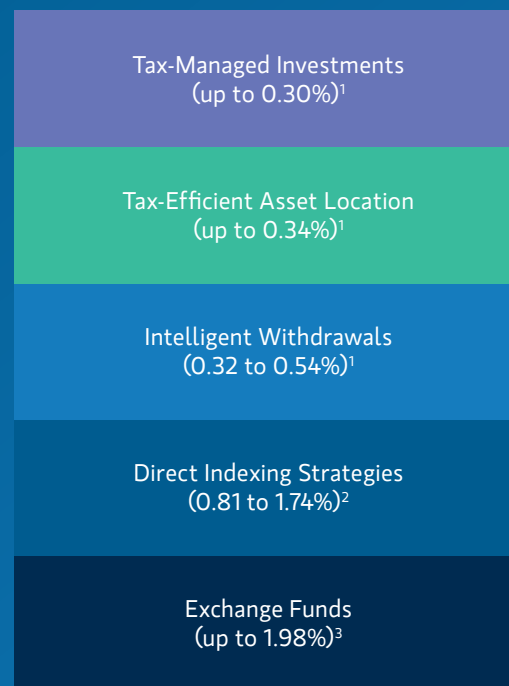 Tax-Managed Investments
(up to 0.30%)¹
Tax-Efficient Asset Location
(up to 0.34%)¹
Intelligent Withdrawals
(0.32 to 0.54%)¹
Direct Indexing Strategies
(0.81 to 1.74%)²
Exchange Funds
(up to 1.98%)³